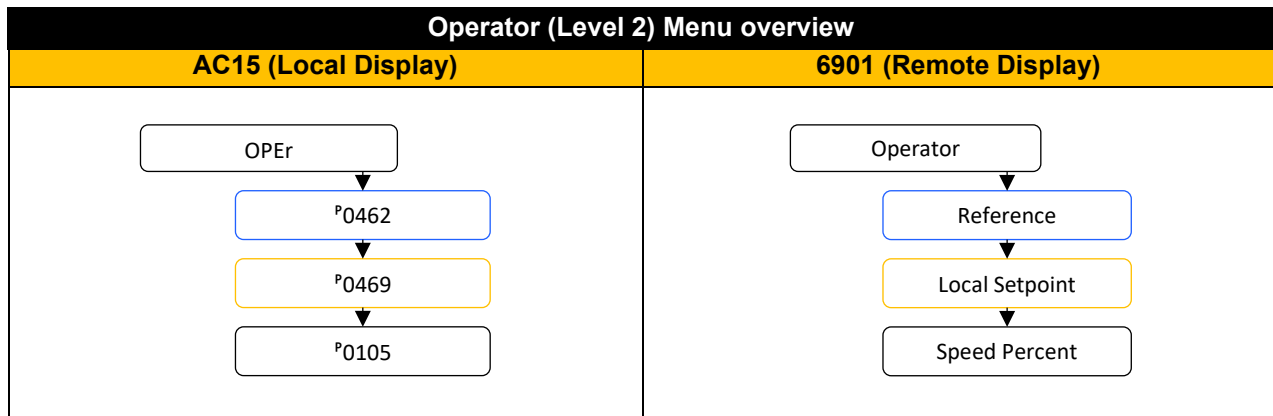 Operator (Level 2) Menu overview
AC15 (Local Display)
6901 (Remote Display)
OPEr
ᴾ0462
ᴾ0469
ᴾ0105
Operator
Reference
Local Setpoint
Speed Percent